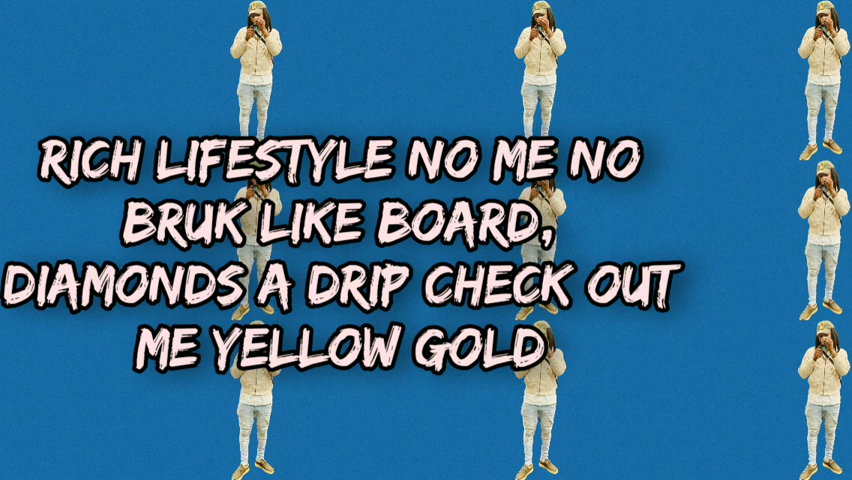 RICH LIFESTYLE NO ME NO
BRUK LIKE BOARD,
DIAMONDS A DRIP CHECK OUT
ME YELLOW GOLD